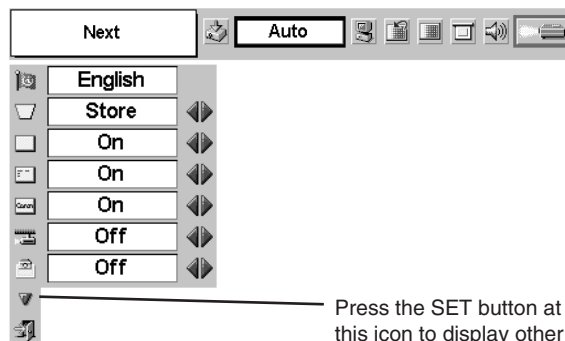 Next
Auto
English
Store
On
On
Canon
On
Off
Off
Press the SET button at
this icon to display other